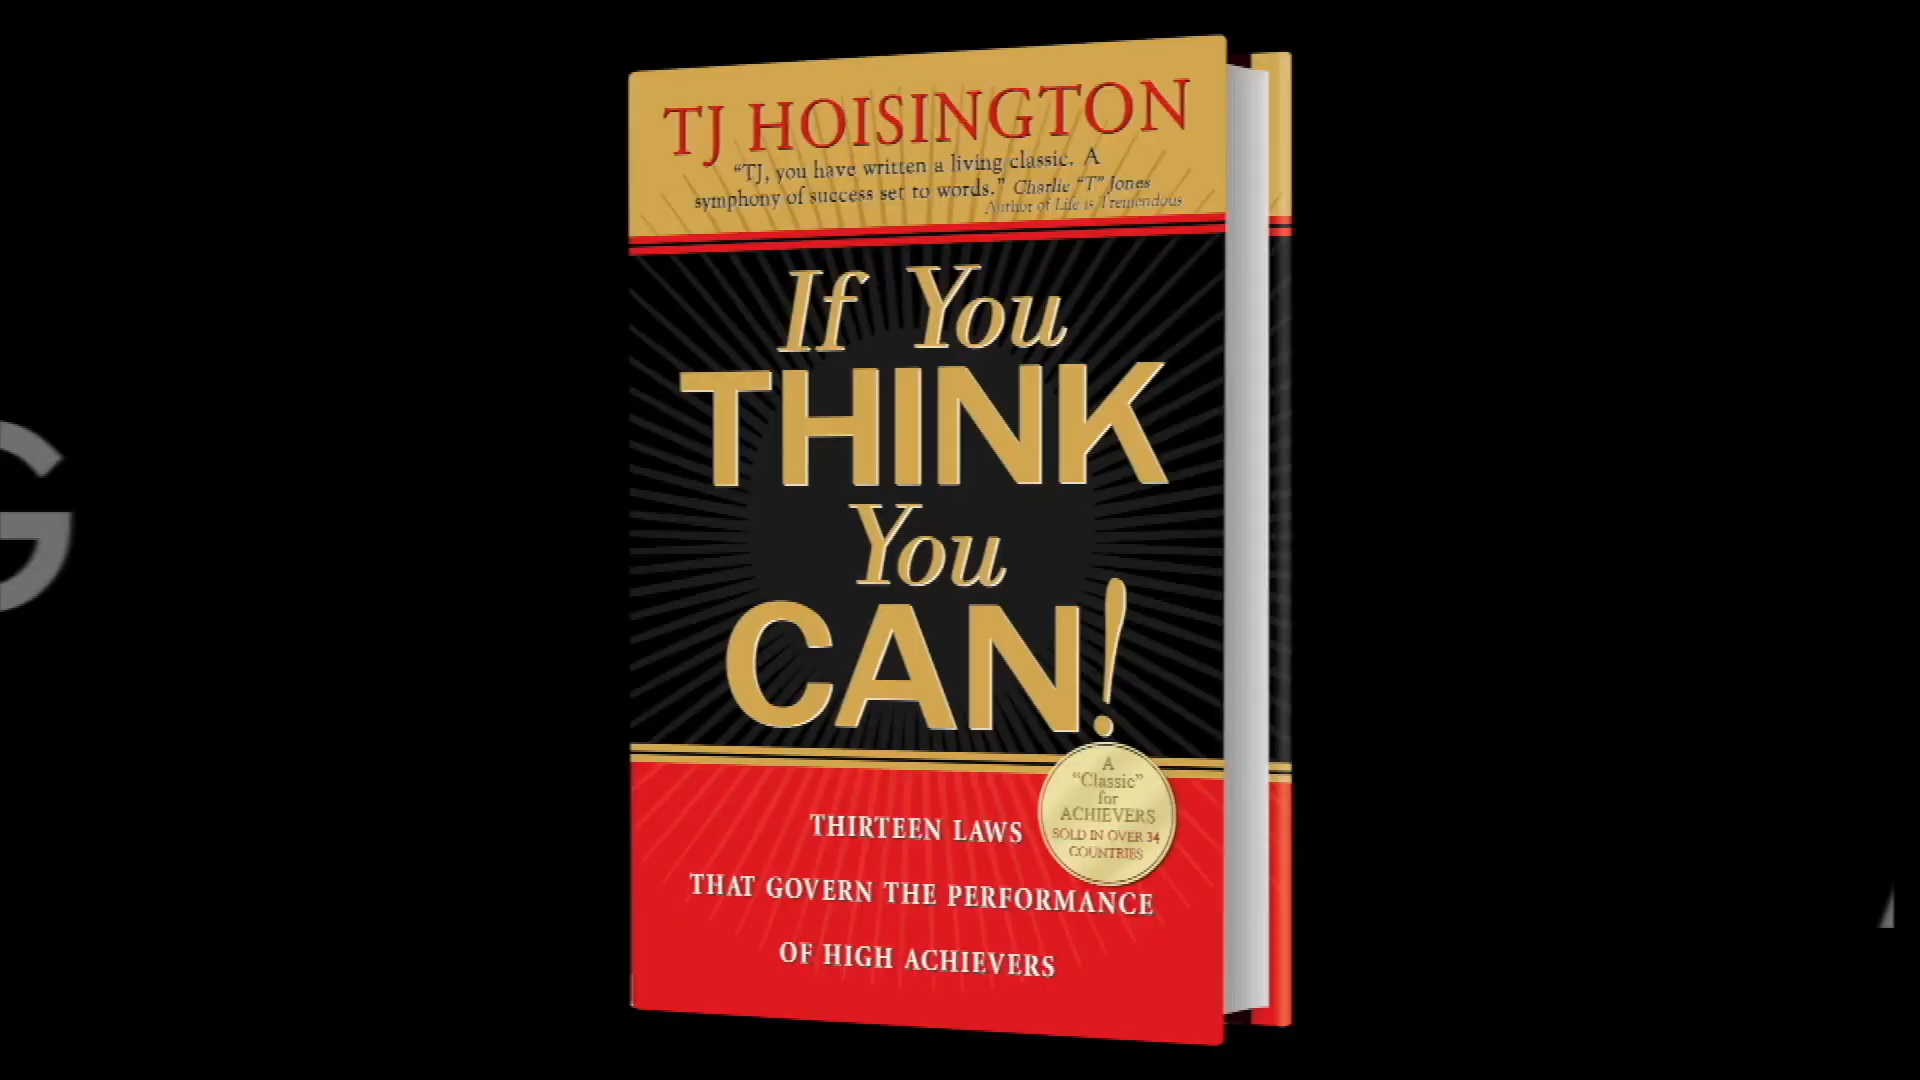 TJ HOISINGTON
“TJ, you have written a living classic. A
symphony of success set to words.” Charlie “T” Jones
Author of Life is Tremendous
If You
THINK
You
CAN!
A
“Classic”
for
ACHIEVERS
SOLD IN OVER 34
COUNTRIES
THIRTEEN LAWS
THAT GOVERN THE PERFORMANCE
OF HIGH ACHIEVERS
G